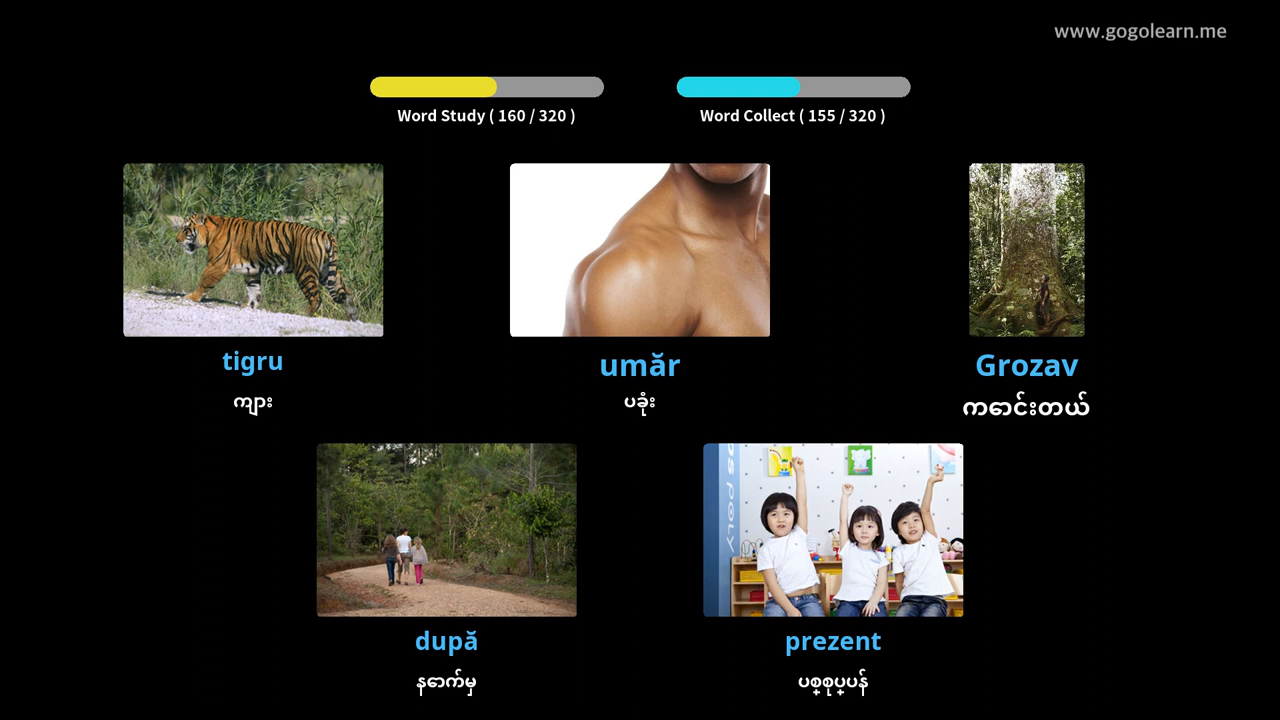 www.gogolearn.me
Word Study ( 160 / 320 )
Word Collect ( 155 / 320 )
tigru
ကျား
umăr
ပခုံး
Grozav
ကောင်းတယ်
după
နောက်မှ
prezent
ပစ္စုပ္ပန်